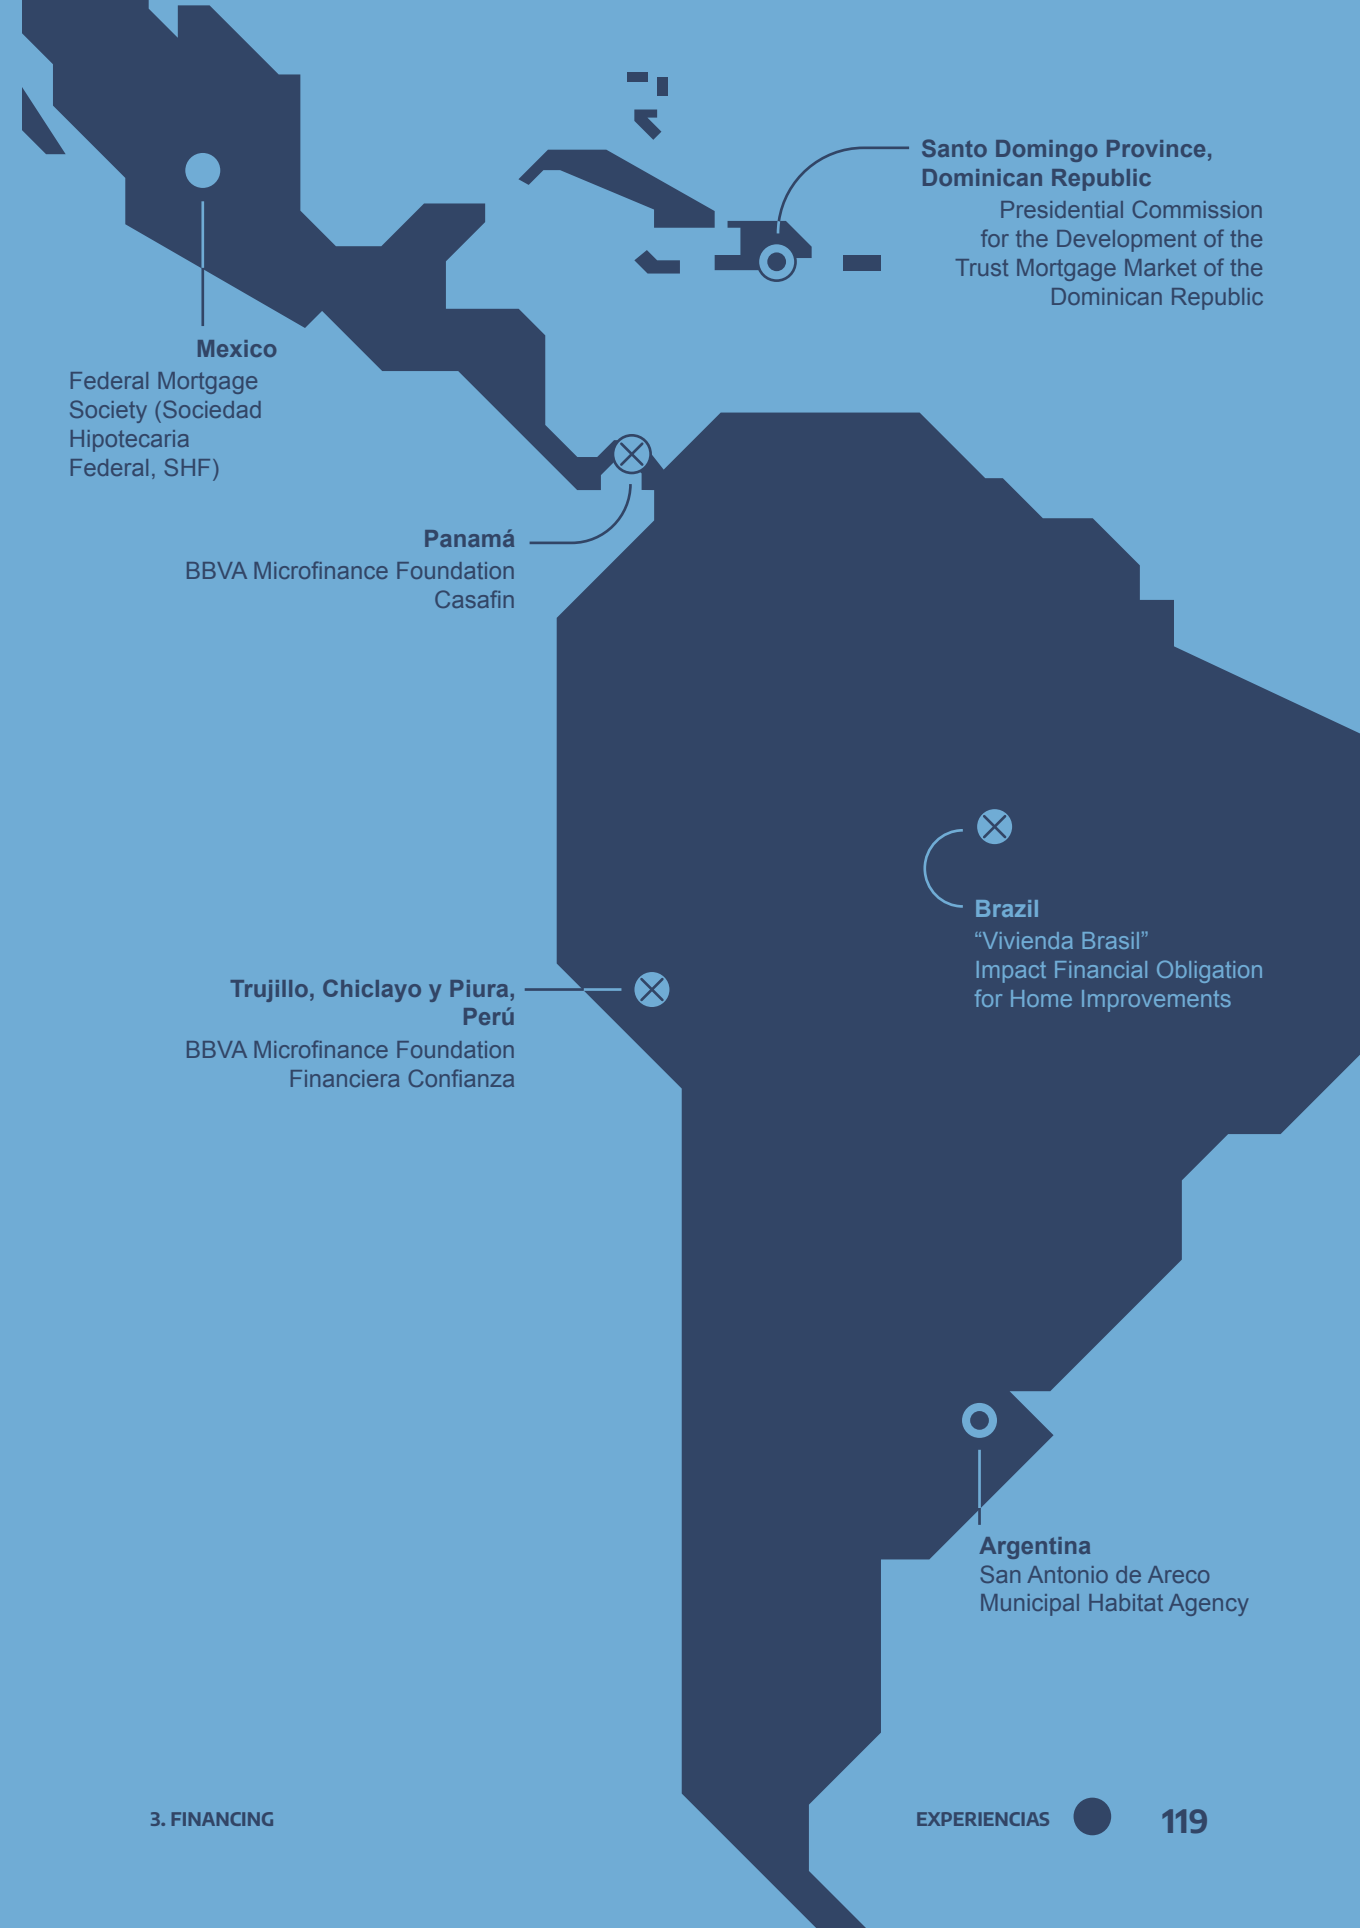 Santo Domingo Province,
Dominican Republic
Presidential Commission
for the Development of the
Trust Mortgage Market of the
Dominican Republic
Mexico
Federal Mortgage
Society (Sociedad
Hipotecaria
Federal, SHF)
Panamá
BBVA Microfinance Foundation
Casafin
Brazil
“Vivienda Brasil”
Impact Financial Obligation
for Home Improvements
Trujillo, Chiclayo y Piura,
Perú
BBVA Microfinance Foundation
Financiera Confianza
Argentina
San Antonio de Areco
Municipal Habitat Agency
3. FINANCING
EXPERIENCIAS
119